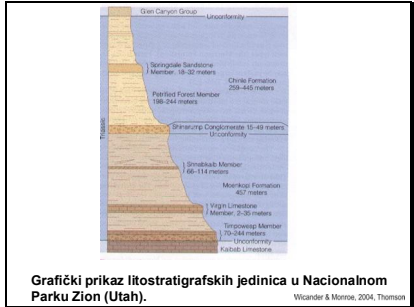 Glen Canyon Group
Unconformity
Springdale Sandstone
Member, 18–32 meters
Chinle Formation
259–445 meters
Petrified Forest Member
198–244 meters
Triassic
Shinarump Conglomerate 15–49 meters
Unconformity
Shnabkaib Member
66–114 meters
Moenkopi Formation
457 meters
Virgin Limestone
Member, 2–35 meters
Timpoweap Member
70–244 meters
Unconformity
Kaibab Limestone
Grafički prikaz litostratigrafskih jedinica u Nacionalnom
Parku Zion (Utah).
Wicander & Monroe, 2004, Thomson